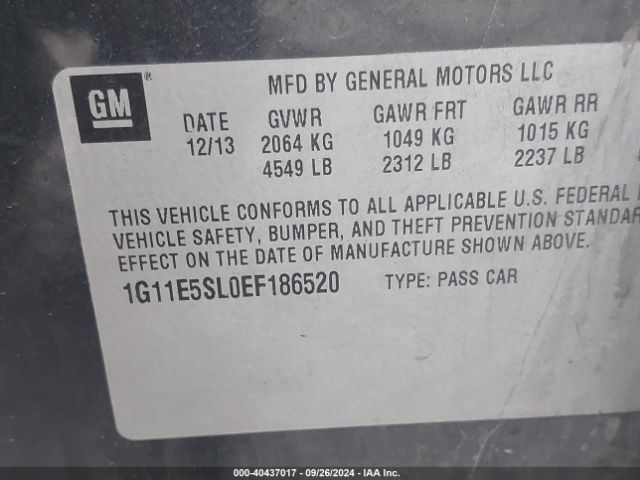 GM®
MFD BY GENERAL MOTORS LLC
DATE GVWR GAWR FRT GAWR RR
12/13 2064 KG 1049 KG 1015 KG
4549 LB 2312 LB 2237 LB
THIS VEHICLE CONFORMS TO ALL APPLICABLE U.S. FEDERAL
VEHICLE SAFETY, BUMPER, AND THEFT PREVENTION STANDAR
EFFECT ON THE DATE OF MANUFACTURE SHOWN ABOVE.
1G11E5SL0EF186520 TYPE: PASS CAR
000-40437017 - 09/26/2024 - IAA Inc.